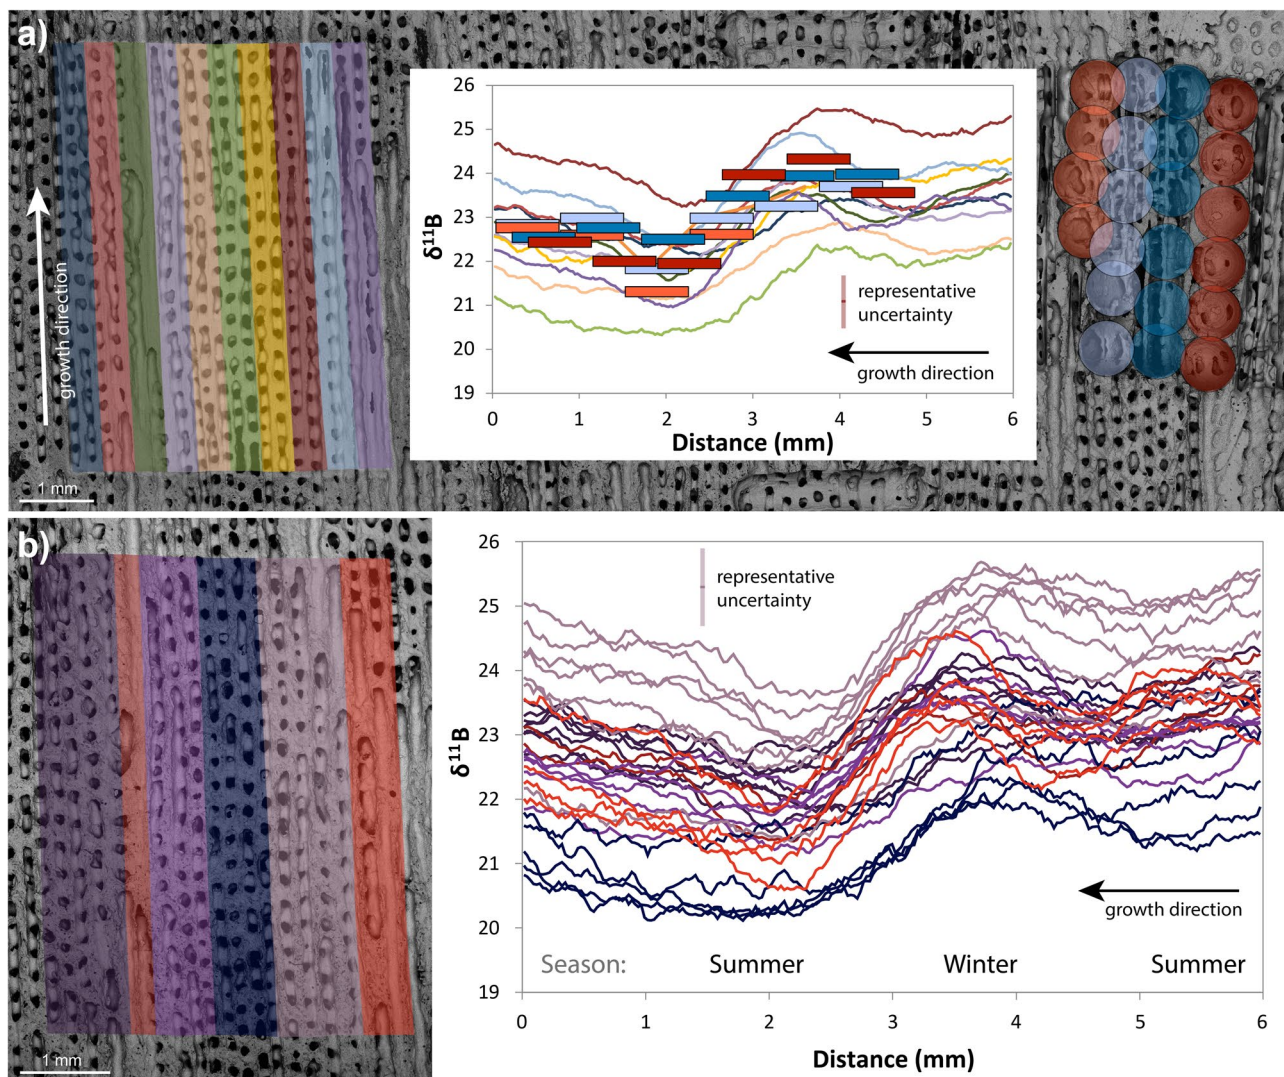 a)
growth direction
1 mm
26
25
24
23
22
21
20
19
δ¹¹B
representative
uncertainty
growth direction
0 1 2 3 4 5 6
Distance (mm)
b)
1 mm
26
25
24
23
22
21
20
19
δ¹¹B
representative
uncertainty
growth direction
Season: Summer Winter Summer
0 1 2 3 4 5 6
Distance (mm)